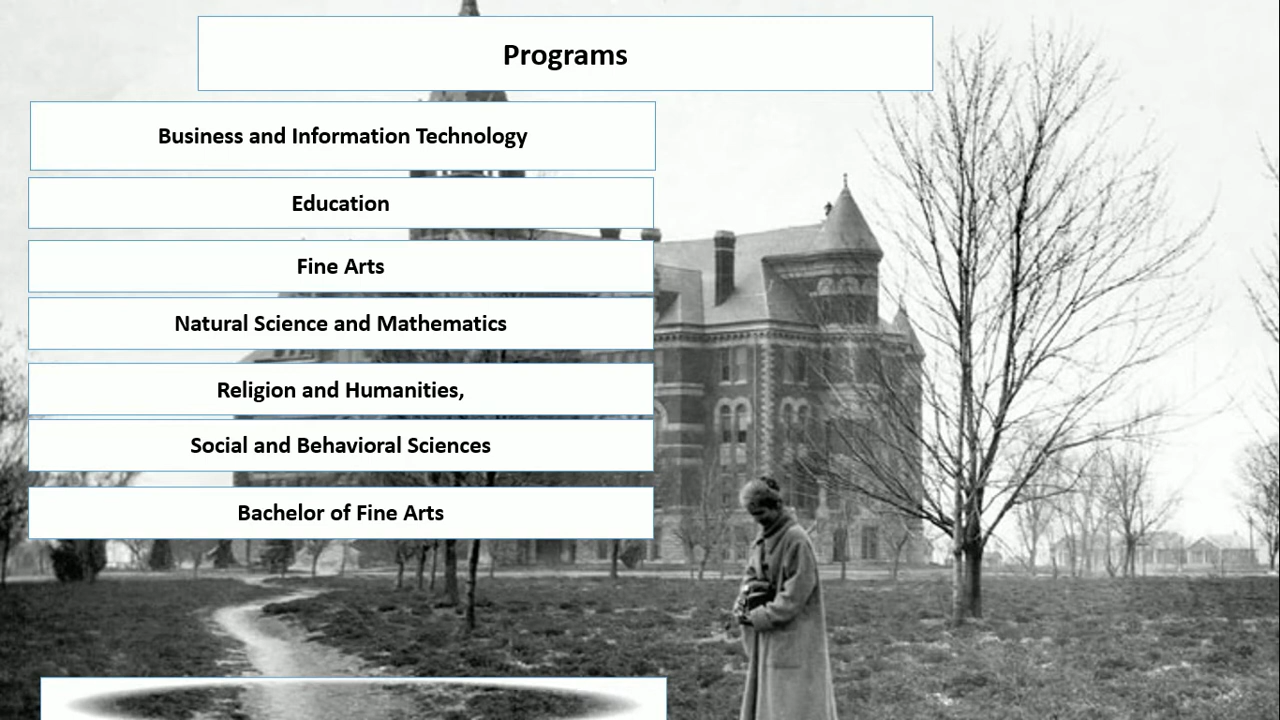 Programs
Business and Information Technology
Education
Fine Arts
Natural Science and Mathematics
Religion and Humanities,
Social and Behavioral Sciences
Bachelor of Fine Arts